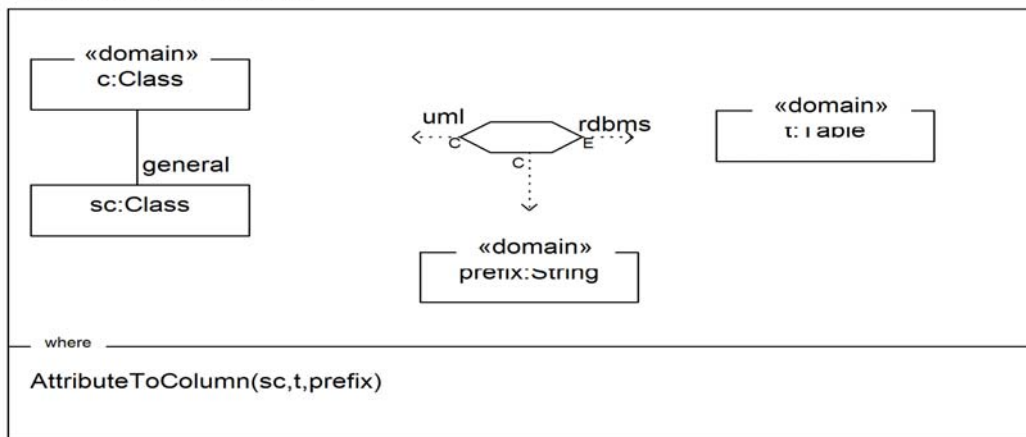 «domain»
c:Class
general
sc:Class
uml
rdbms
C
E
C
«domain»
prefix:String
«domain»
t:Table
where
AttributeToColumn(sc,t,prefix)